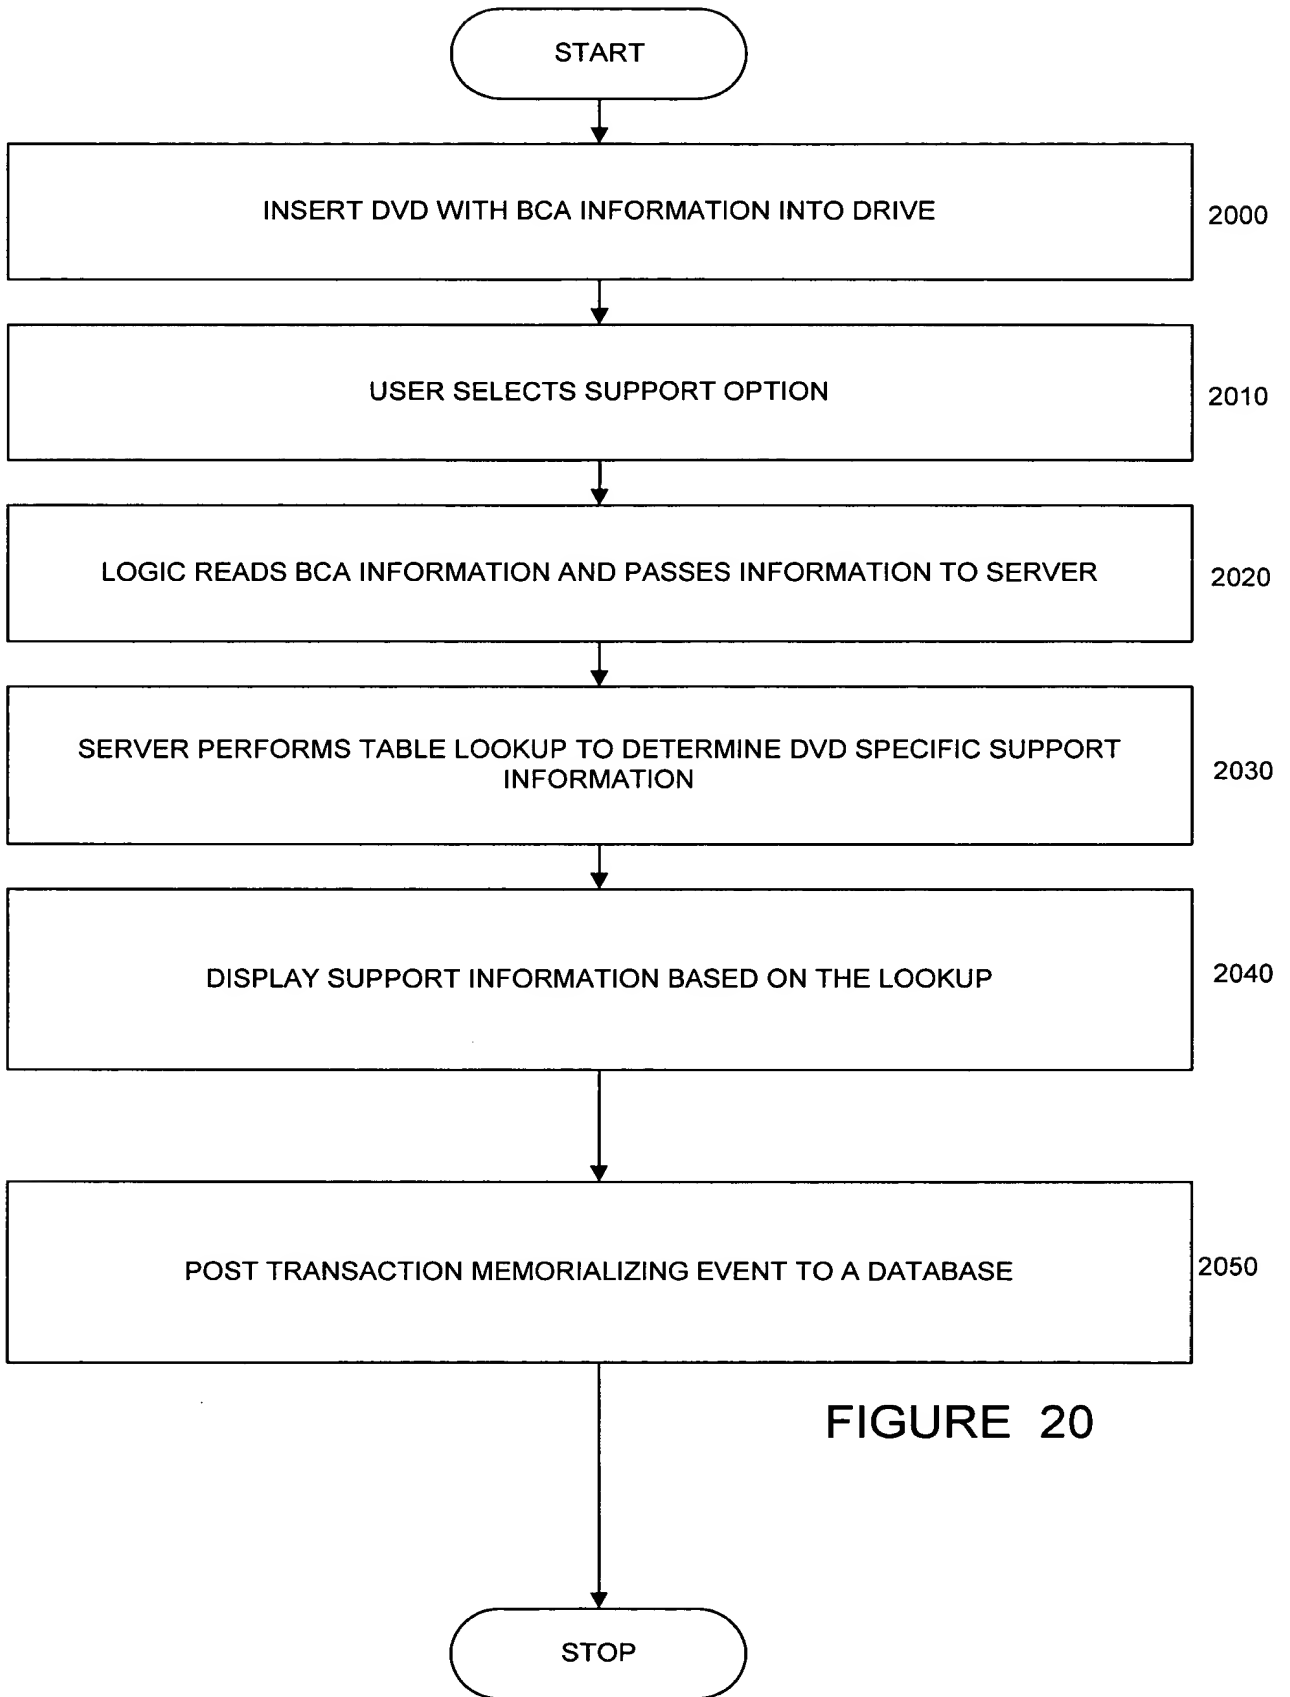 START
INSERT DVD WITH BCA INFORMATION INTO DRIVE
2000
USER SELECTS SUPPORT OPTION
2010
LOGIC READS BCA INFORMATION AND PASSES INFORMATION TO SERVER
2020
SERVER PERFORMS TABLE LOOKUP TO DETERMINE DVD SPECIFIC SUPPORT
INFORMATION
2030
DISPLAY SUPPORT INFORMATION BASED ON THE LOOKUP
2040
POST TRANSACTION MEMORIALIZING EVENT TO A DATABASE
2050
FIGURE 20
STOP